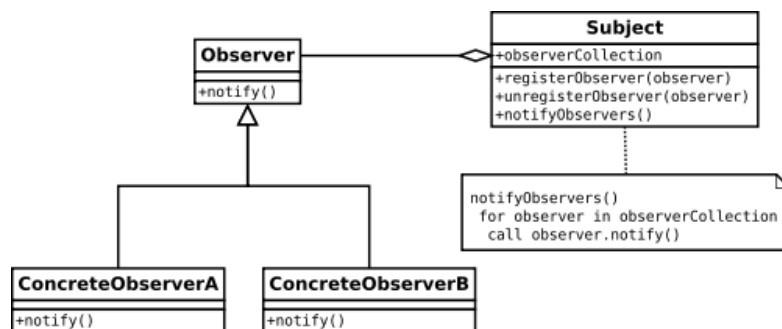 Observer
+notify()
Subject
+observerCollection
+registerObserver(observer)
+unregisterObserver(observer)
+notifyObservers()
notifyObservers()
for observer in observerCollection
call observer.notify()
ConcreteObserverA
+notify()
ConcreteObserverB
+notify()